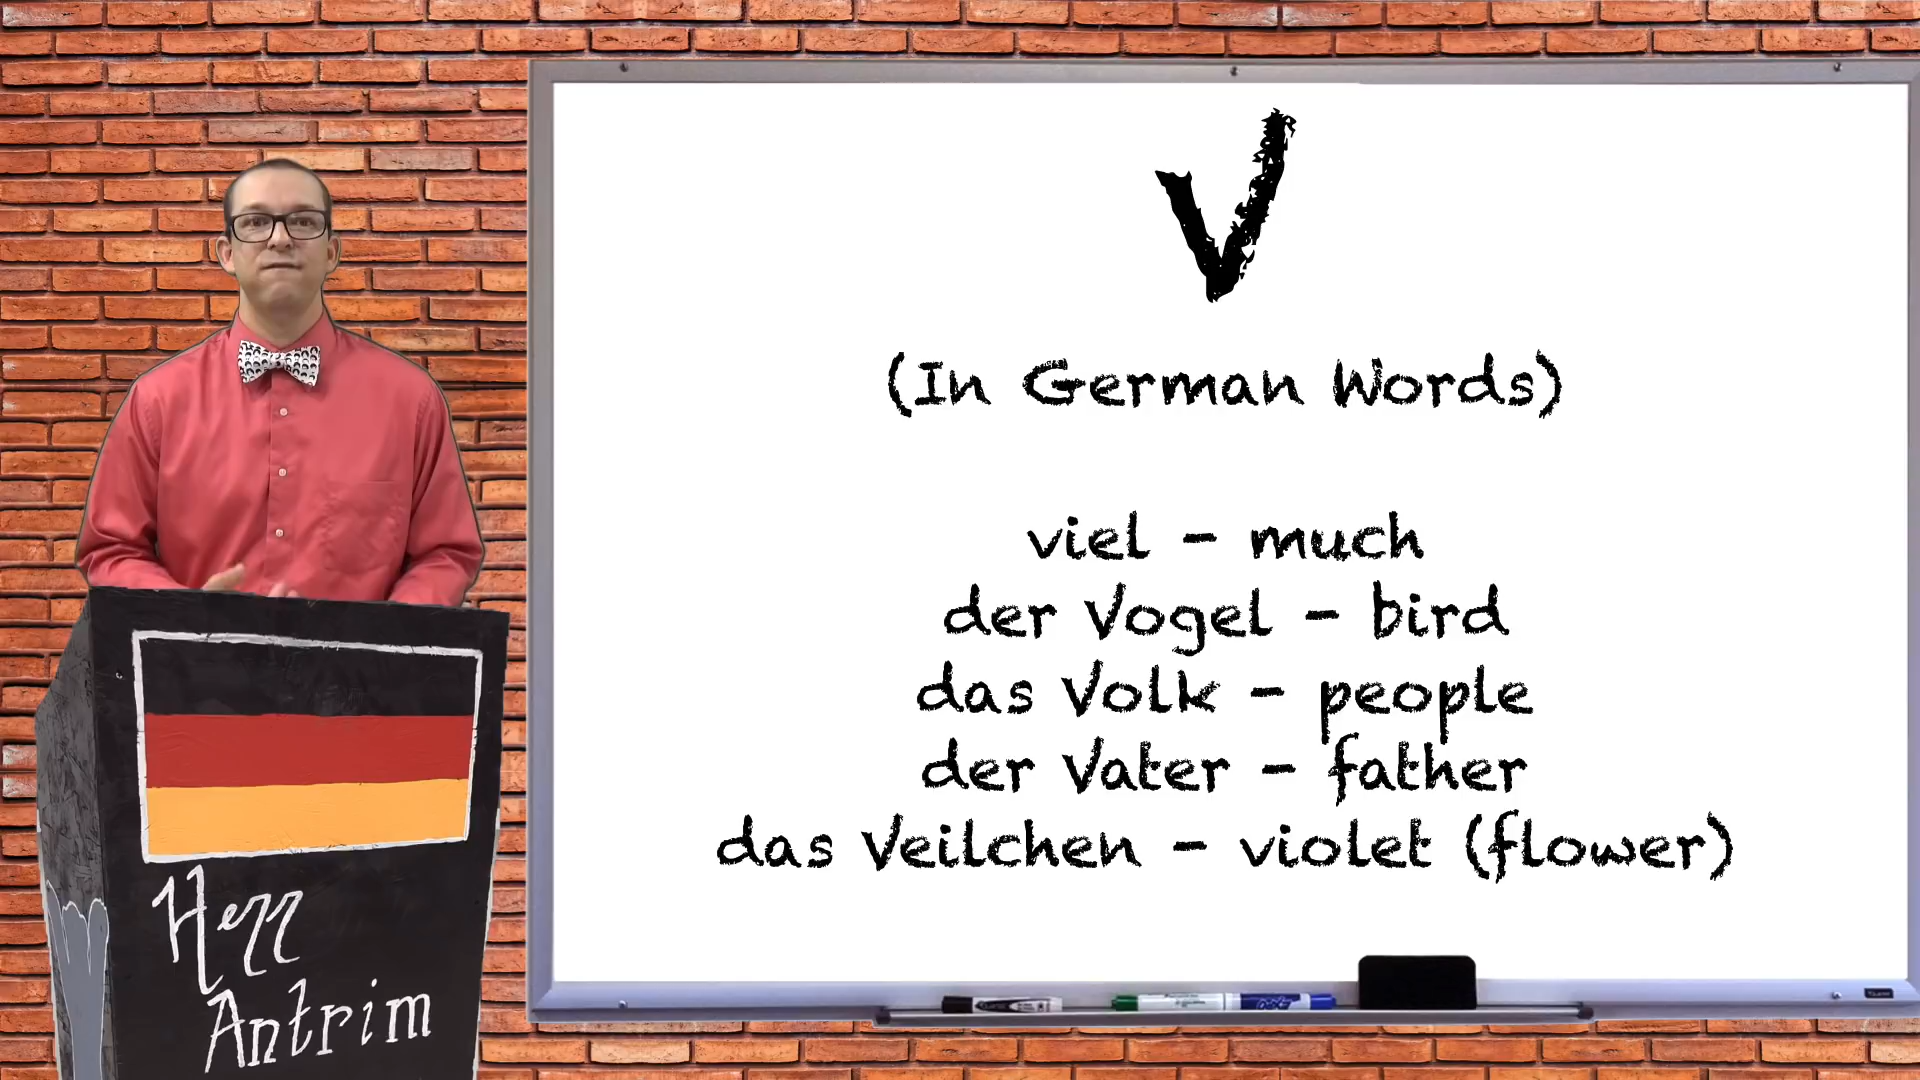 V
(In German Words)
viel - much
der Vogel - bird
das Volk - people
der Vater - father
das Veilchen - violet (flower)
Herr
Antrim